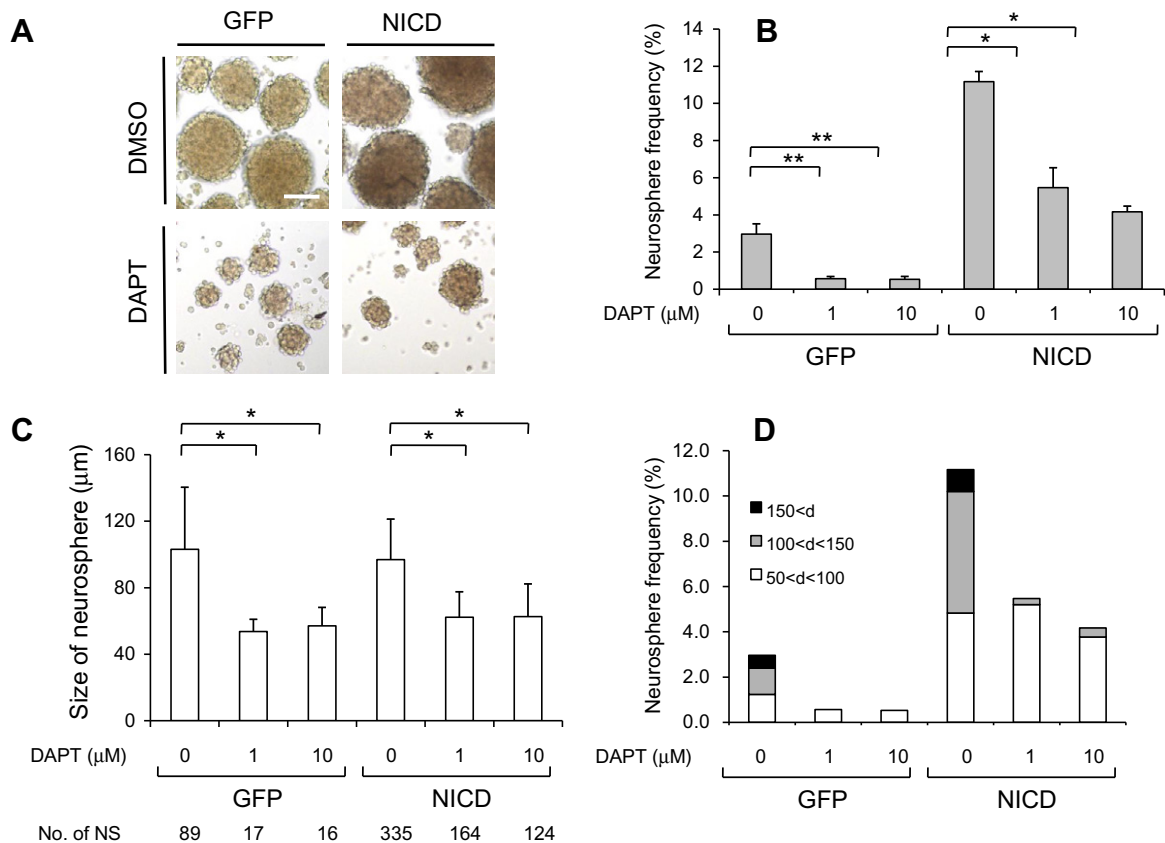 A
GFP NICD
DMSO
DAPT
B
Neurosphere frequency (%)
14
12
10
8
6
4
2
0
** ** * *
DAPT (μM) 0 1 10 0 1 10
GFP NICD
C
Size of neurosphere (μm)
160
120
80
40
0
* * * *
DAPT (μM) 0 1 10 0 1 10
GFP NICD
No. of NS 89 17 16 335 164 124
D
Neurosphere frequency (%)
12.0
10.0
8.0
6.0
4.0
2.0
0.0
150<d
100<d<150
50<d<100
DAPT (μM) 0 1 10 0 1 10
GFP NICD